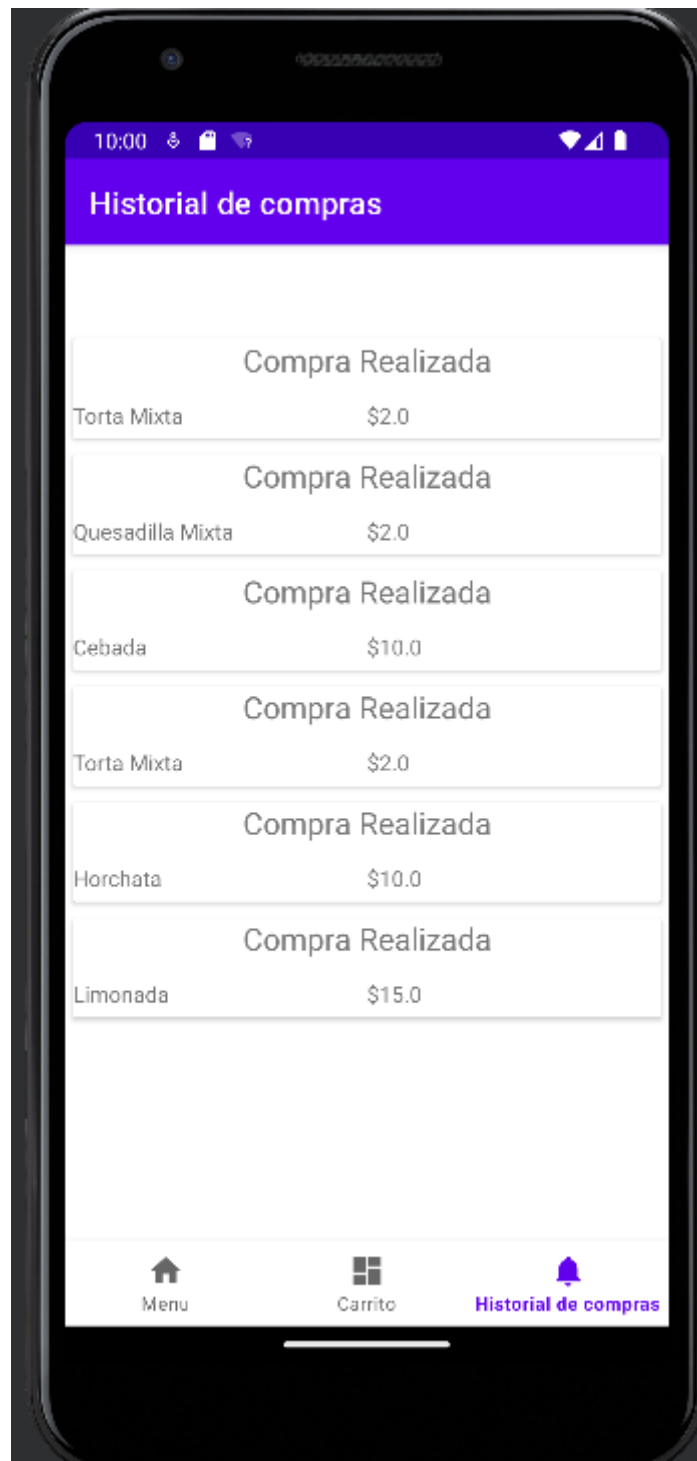 10:00
Historial de compras
Compra Realizada
Torta Mixta $2.0
Compra Realizada
Quesadilla Mixta $2.0
Compra Realizada
Cebada $10.0
Compra Realizada
Torta Mixta $2.0
Compra Realizada
Horchata $10.0
Compra Realizada
Limonada $15.0
Menu Carrito Historial de compras